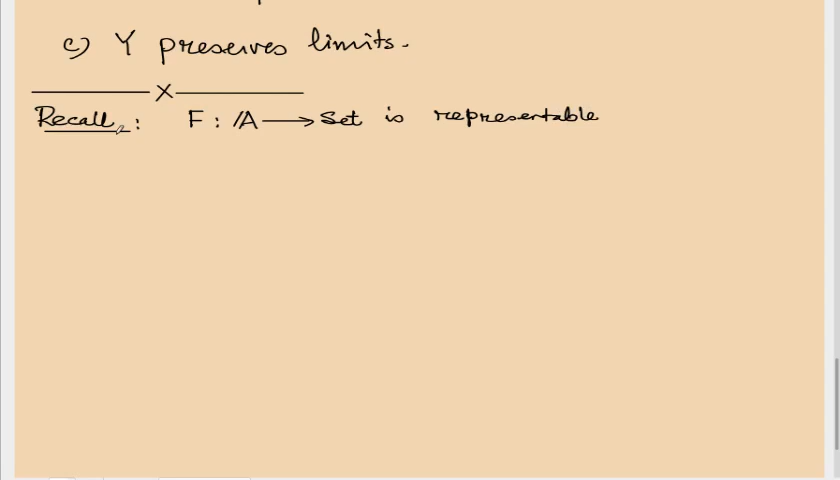 c) Y preserves limits.
X
Recall : F : A ⟶ Set is representable